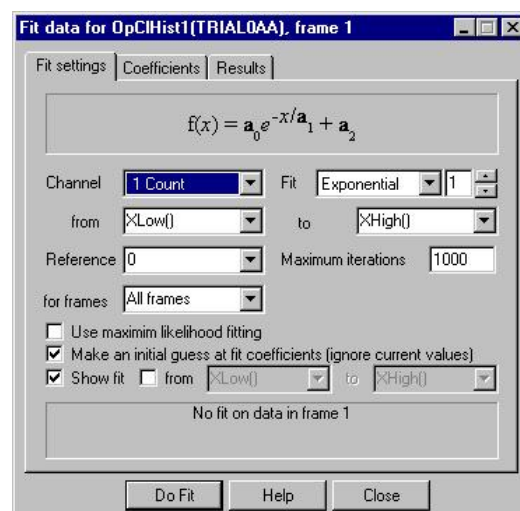 Fit data for OpClHist1(TRIAL0AA), frame 1
Fit settings Coefficients Results
f(x) = a₀e^(-x/a₁) + a₂
Channel 1 Count Fit Exponential 1
from XLow() to XHigh()
Reference 0 Maximum iterations 1000
for frames All frames
Use maximim likelihood fitting
Make an initial guess at fit coefficients (ignore current values)
Show fit from XLow() to XHigh()
No fit on data in frame 1
Do Fit Help Close